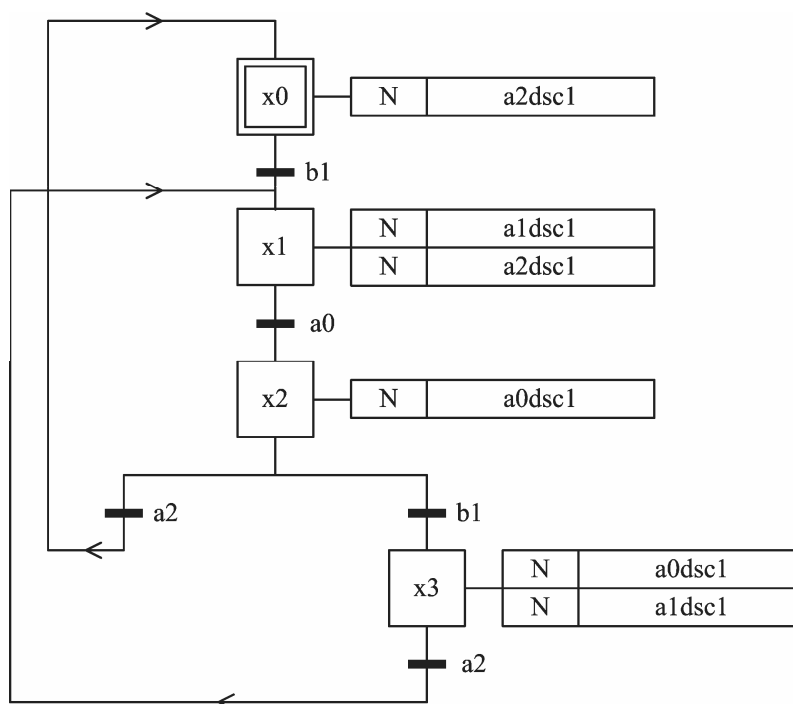 x0 N a2dsc1
b1
x1 N a1dsc1
N a2dsc1
a0
x2 N a0dsc1
a2 b1
x3 N a0dsc1
N a1dsc1
a2